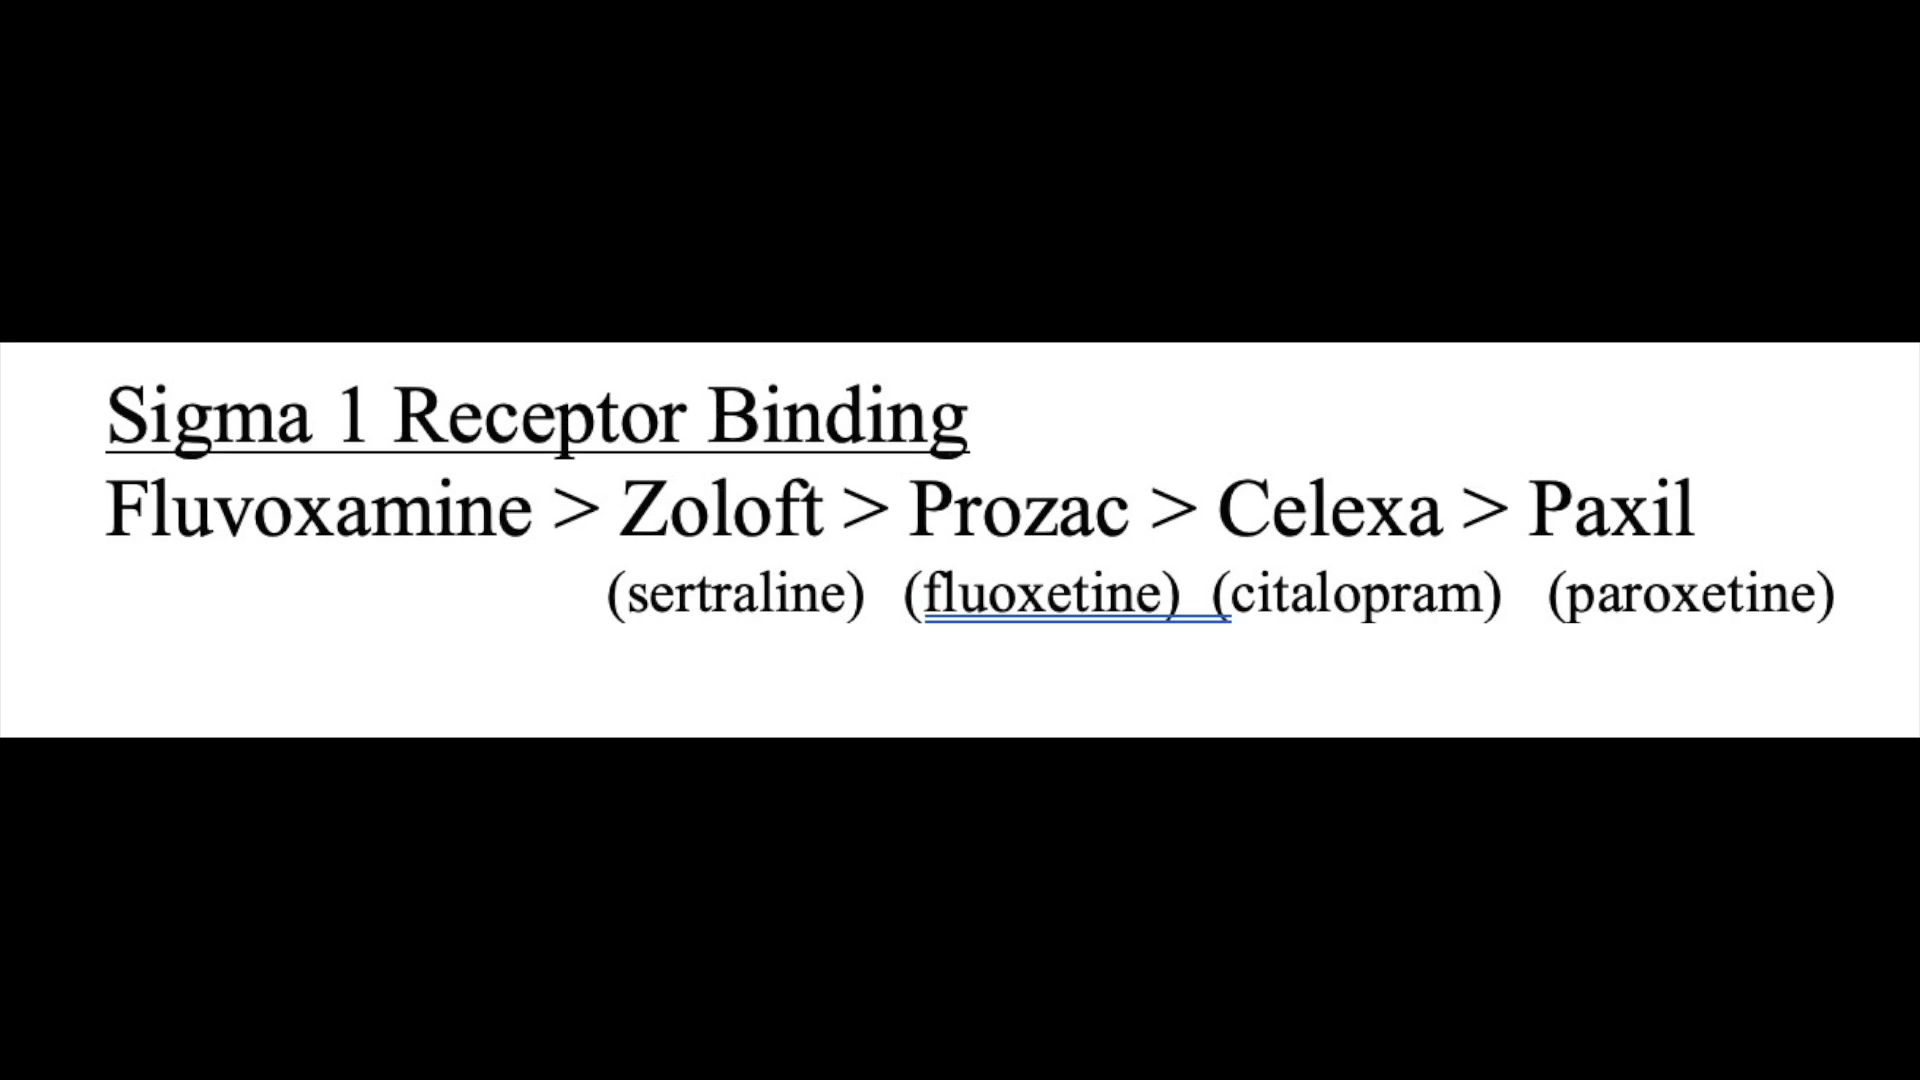 Sigma 1 Receptor Binding
Fluvoxamine > Zoloft > Prozac > Celexa > Paxil
(sertraline) (fluoxetine) (citalopram) (paroxetine)